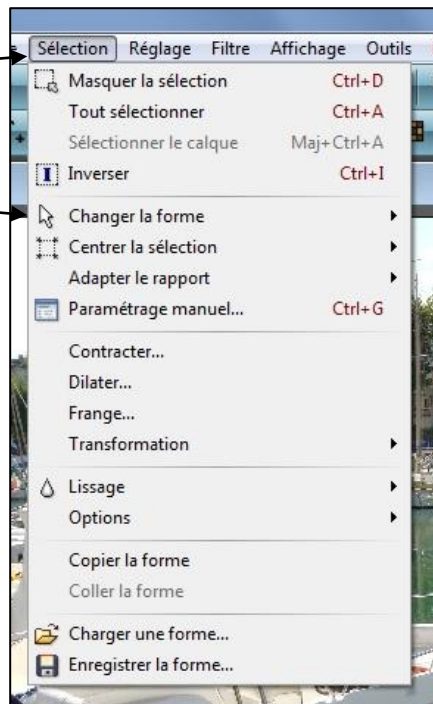 Sélection Réglage Filtre Affichage Outils
Masquer la sélection Ctrl+D
Tout sélectionner Ctrl+A
Sélectionner le calque Maj+Ctrl+A
Inverser Ctrl+I
Changer la forme
Centrer la sélection
Adapter le rapport
Paramétrage manuel... Ctrl+G
Contracter...
Dilater...
Frange...
Transformation
Lissage
Options
Copier la forme
Coller la forme
Charger une forme...
Enregistrer la forme...